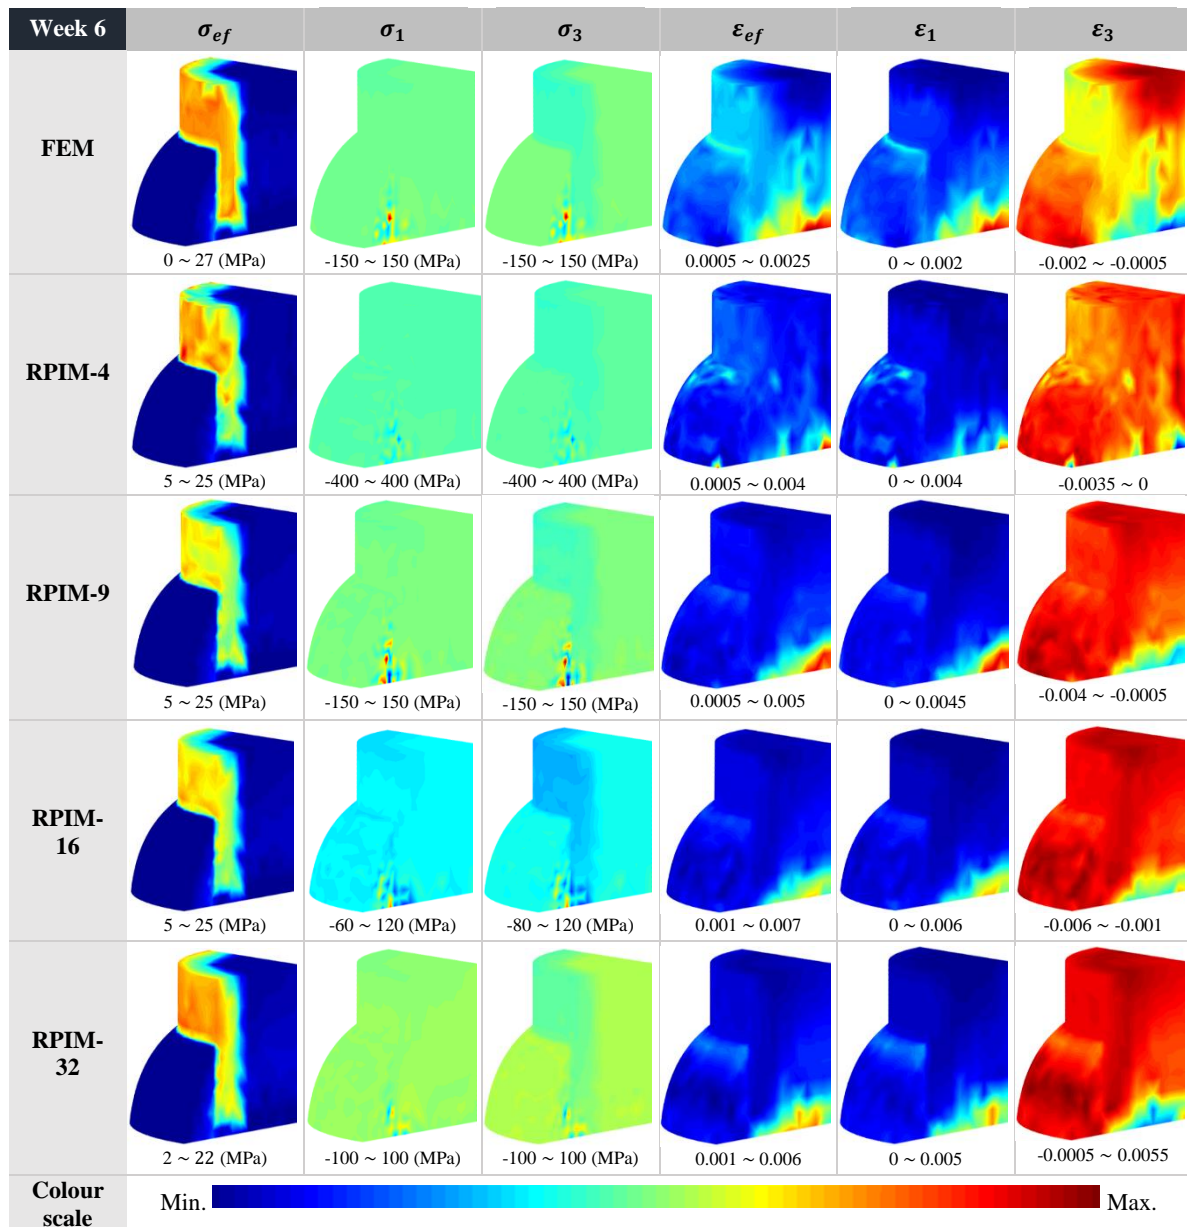 Week 6 σ_ef σ_1 σ_3 ε_ef ε_1 ε_3
FEM
0 ~ 27 (MPa) -150 ~ 150 (MPa) -150 ~ 150 (MPa) 0.0005 ~ 0.0025 0 ~ 0.002 -0.002 ~ -0.0005
RPIM-4
5 ~ 25 (MPa) -400 ~ 400 (MPa) -400 ~ 400 (MPa) 0.0005 ~ 0.004 0 ~ 0.004 -0.0035 ~ 0
RPIM-9
5 ~ 25 (MPa) -150 ~ 150 (MPa) -150 ~ 150 (MPa) 0.0005 ~ 0.005 0 ~ 0.0045 -0.004 ~ -0.0005
RPIM-
16
5 ~ 25 (MPa) -60 ~ 120 (MPa) -80 ~ 120 (MPa) 0.001 ~ 0.007 0 ~ 0.006 -0.006 ~ -0.001
RPIM-
32
2 ~ 22 (MPa) -100 ~ 100 (MPa) -100 ~ 100 (MPa) 0.001 ~ 0.006 0 ~ 0.005 -0.0005 ~ 0.0055
Colour
scale
Min. Max.